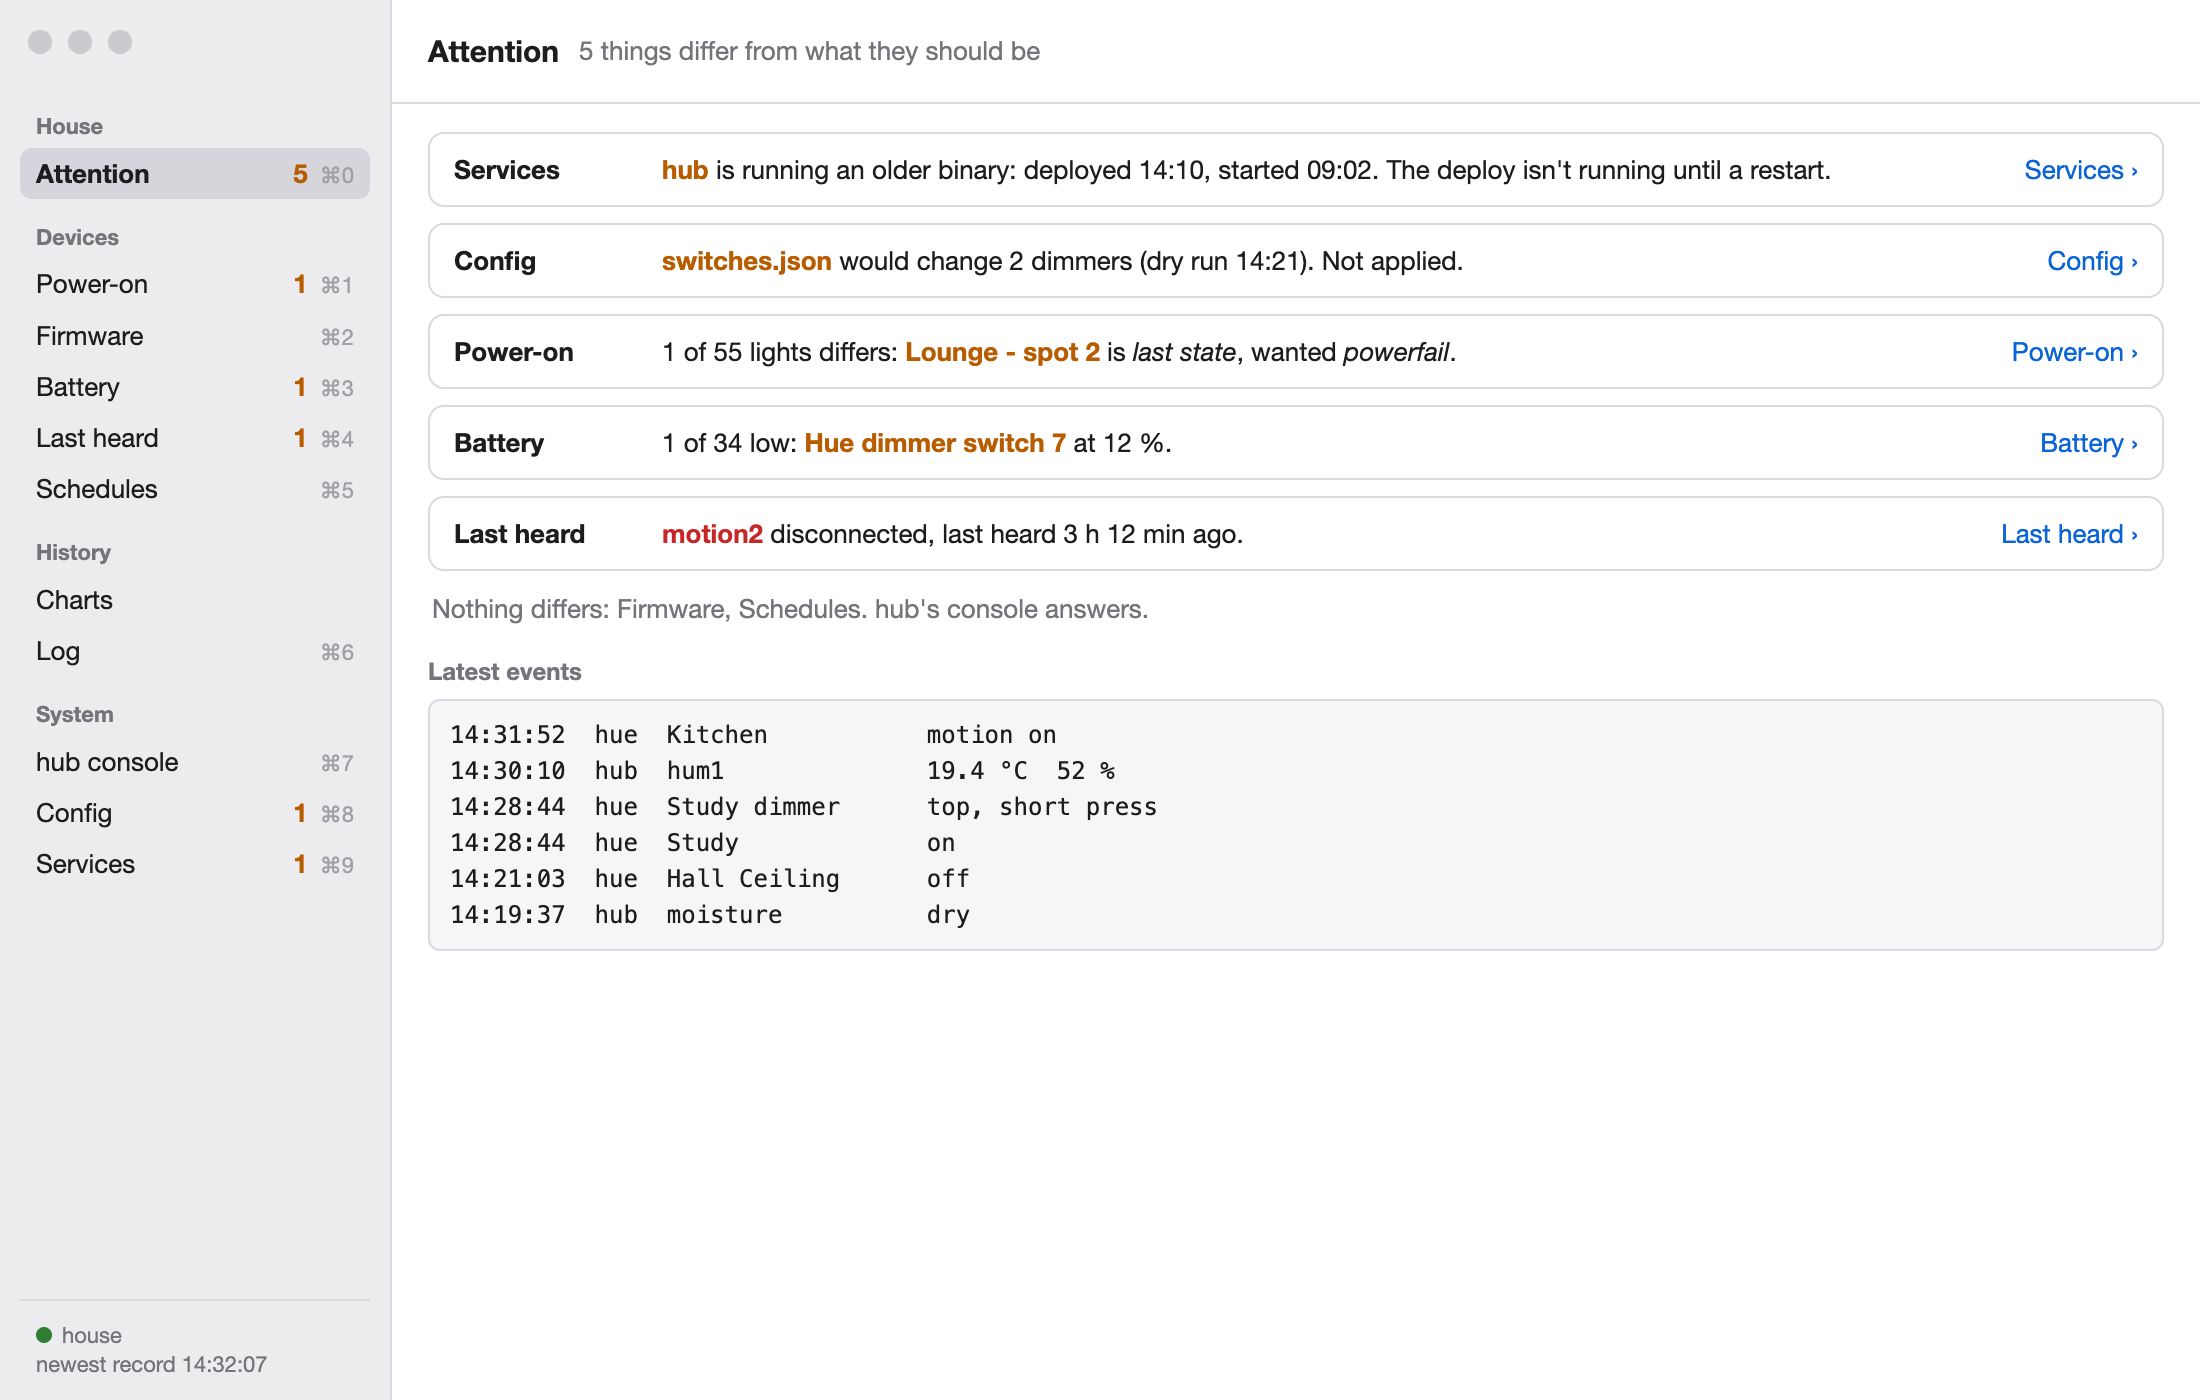 House
Attention 5 ⌘0
Devices
Power-on 1 ⌘1
Firmware ⌘2
Battery 1 ⌘3
Last heard 1 ⌘4
Schedules ⌘5
History
Charts
Log ⌘6
System
hub console ⌘7
Config 1 ⌘8
Services 1 ⌘9
house
newest record 14:32:07
Attention 5 things differ from what they should be
Services hub is running an older binary: deployed 14:10, started 09:02. The deploy isn't running until a restart. Services ›
Config switches.json would change 2 dimmers (dry run 14:21). Not applied. Config ›
Power-on 1 of 55 lights differs: Lounge - spot 2 is last state, wanted powerfail. Power-on ›
Battery 1 of 34 low: Hue dimmer switch 7 at 12 %. Battery ›
Last heard motion2 disconnected, last heard 3 h 12 min ago. Last heard ›
Nothing differs: Firmware, Schedules. hub's console answers.
Latest events
14:31:52 hue Kitchen motion on
14:30:10 hub hum1 19.4 °C 52 %
14:28:44 hue Study dimmer top, short press
14:28:44 hue Study on
14:21:03 hue Hall Ceiling off
14:19:37 hub moisture dry